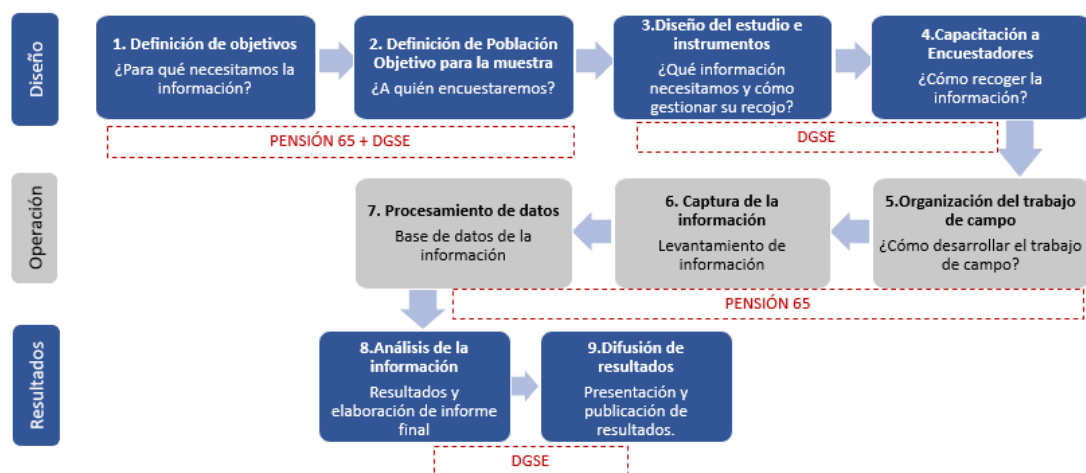 Diseño
1. Definición de objetivos
¿Para qué necesitamos la
información?
2. Definición de Población
Objetivo para la muestra
¿A quién encuestaremos?
3.Diseño del estudio e
instrumentos
¿Qué información
necesitamos y cómo
gestionar su recojo?
4.Capacitación a
Encuestadores
¿Cómo recoger la
información?
PENSIÓN 65 + DGSE
DGSE
Operación
7. Procesamiento de datos
Base de datos de la
información
6. Captura de la
información
Levantamiento de
información
5.Organización del trabajo
de campo
¿Cómo desarrollar el trabajo
de campo?
PENSIÓN 65
Resultados
8.Análisis de la
información
Resultados y
elaboración de informe
final
9.Difusión de
resultados
Presentación y
publicación de
resultados.
DGSE